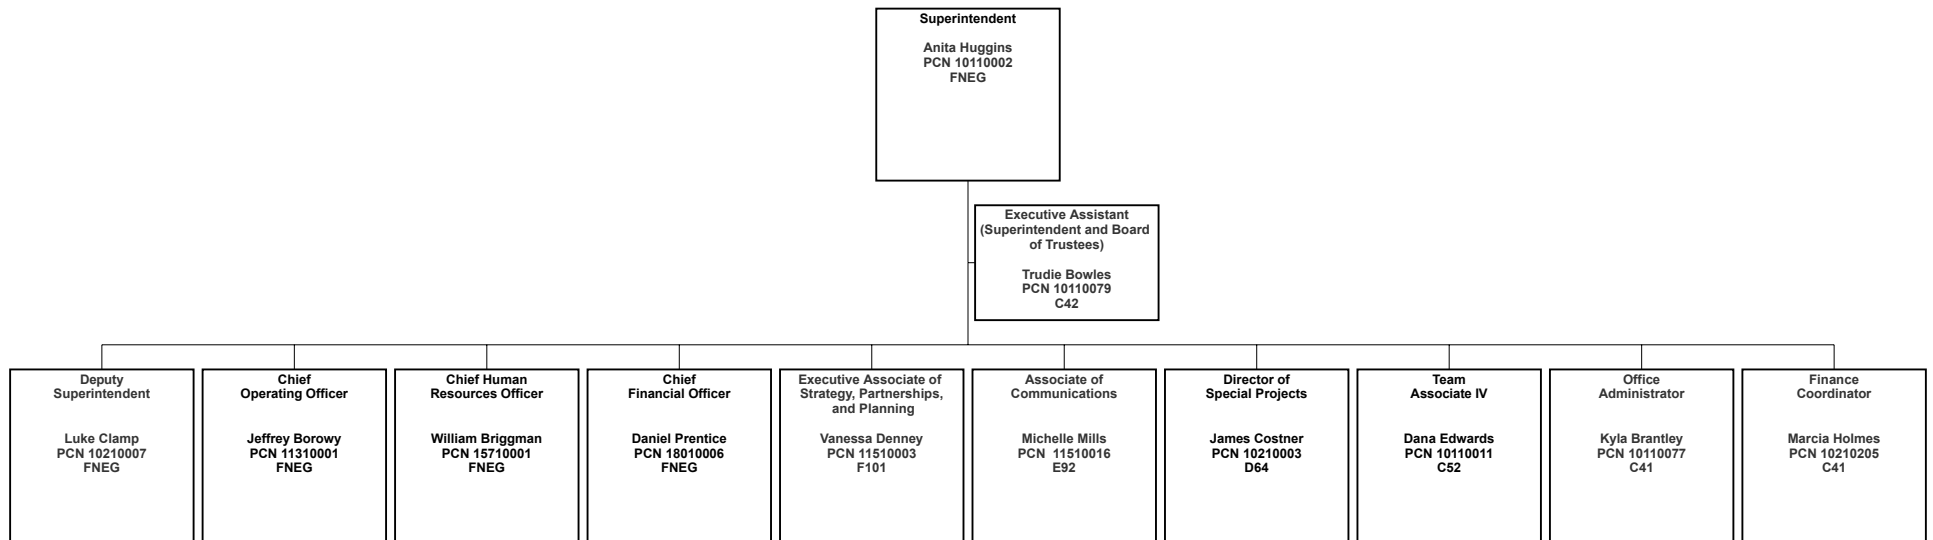 Superintendent
Anita Huggins
PCN 10110002
FNEG
Executive Assistant
(Superintendent and Board
of Trustees)
Trudie Bowles
PCN 10110079
C42
Deputy
Superintendent
Luke Clamp
PCN 10210007
FNEG
Chief
Operating Officer
Jeffrey Borowy
PCN 11310001
FNEG
Chief Human
Resources Officer
William Briggman
PCN 15710001
FNEG
Chief
Financial Officer
Daniel Prentice
PCN 18010006
FNEG
Executive Associate of
Strategy, Partnerships,
and Planning
Vanessa Denney
PCN 11510003
F101
Associate of
Communications
Michelle Mills
PCN  11510016
E92
Director of
Special Projects
James Costner
PCN 10210003
D64
Team
Associate IV
Dana Edwards
PCN 10110011
C52
Office
Administrator
Kyla Brantley
PCN 10110077
C41
Finance
Coordinator
Marcia Holmes
PCN 10210205
C41